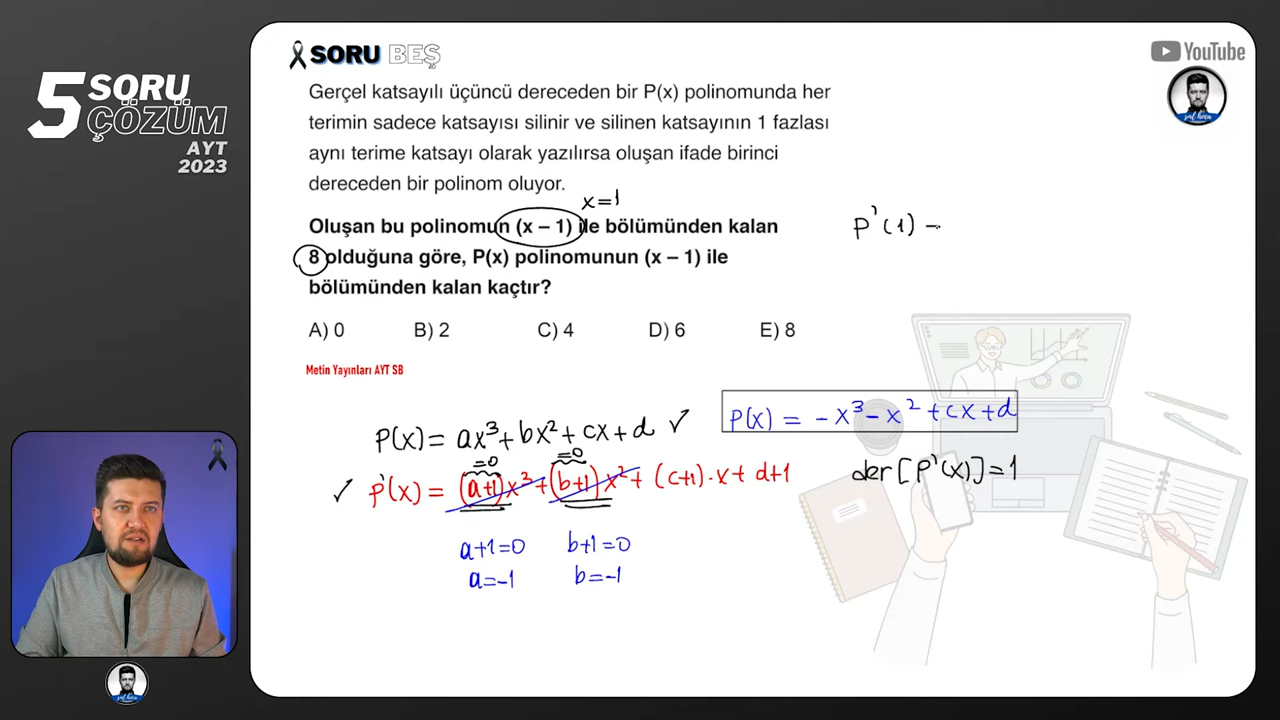 5 SORU
ÇÖZÜM
AYT
2023
SORU BEŞ
YouTube
Gerçel katsayılı üçüncü dereceden bir P(x) polinomunda her
terimin sadece katsayısı silinir ve silinen katsayının 1 fazlası
aynı terime katsayı olarak yazılırsa oluşan ifade birinci
dereceden bir polinom oluyor.
x=1
Oluşan bu polinomun (x – 1) ile bölümünden kalan
8 olduğuna göre, P(x) polinomunun (x – 1) ile
bölümünden kalan kaçtır?
P'(1) -
A) 0 B) 2 C) 4 D) 6 E) 8
Metin Yayınları AYT SB
P(x) = -x³-x²+cx+d
P(x) = ax³+bx²+cx+d ✓
=0 =0
✓ P'(x) = (a+1)x³+(b+1)x²+(c+1)·x+d+1
der[P'(x)]=1
a+1=0 b+1=0
a=-1 b=-1